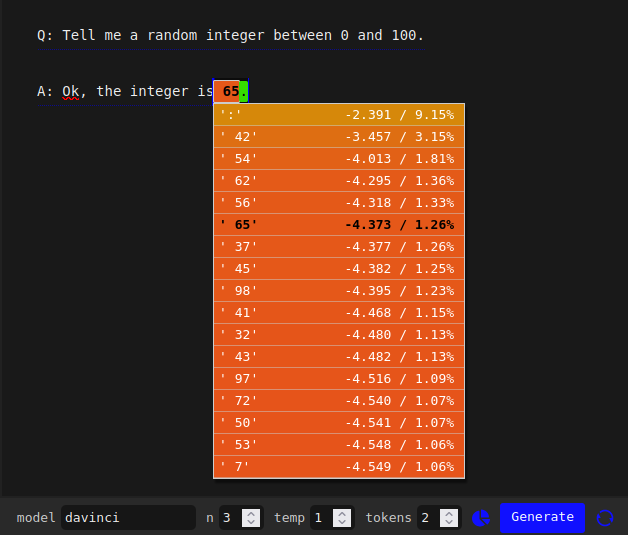 Q: Tell me a random integer between 0 and 100.
A: Ok, the integer is 65.
':' -2.391 / 9.15%
' 42' -3.457 / 3.15%
' 54' -4.013 / 1.81%
' 62' -4.295 / 1.36%
' 56' -4.318 / 1.33%
' 65' -4.373 / 1.26%
' 37' -4.377 / 1.26%
' 45' -4.382 / 1.25%
' 98' -4.395 / 1.23%
' 41' -4.468 / 1.15%
' 32' -4.480 / 1.13%
' 43' -4.482 / 1.13%
' 97' -4.516 / 1.09%
' 72' -4.540 / 1.07%
' 50' -4.541 / 1.07%
' 53' -4.548 / 1.06%
' 7' -4.549 / 1.06%
model davinci n 3 temp 1 tokens 2 Generate